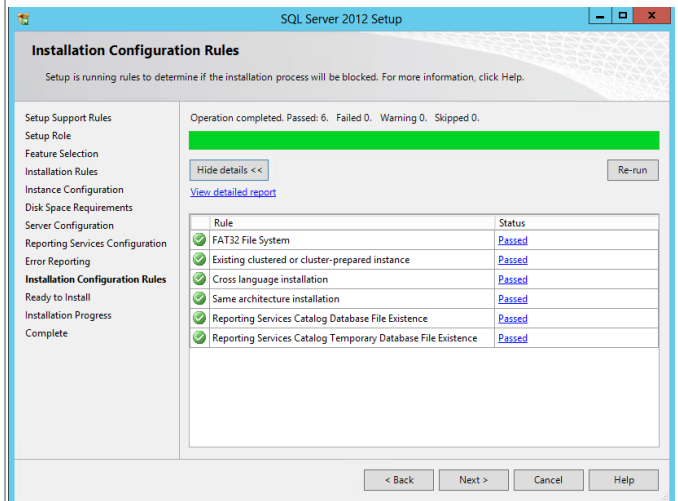 SQL Server 2012 Setup
Installation Configuration Rules
Setup is running rules to determine if the installation process will be blocked. For more information, click Help.
Setup Support Rules
Setup Role
Feature Selection
Installation Rules
Instance Configuration
Disk Space Requirements
Server Configuration
Reporting Services Configuration
Error Reporting
Installation Configuration Rules
Ready to Install
Installation Progress
Complete
Operation completed. Passed: 6. Failed 0. Warning 0. Skipped 0.
Hide details << Re-run
View detailed report
Rule Status
FAT32 File System Passed
Existing clustered or cluster-prepared instance Passed
Cross language installation Passed
Same architecture installation Passed
Reporting Services Catalog Database File Existence Passed
Reporting Services Catalog Temporary Database File Existence Passed
< Back Next > Cancel Help